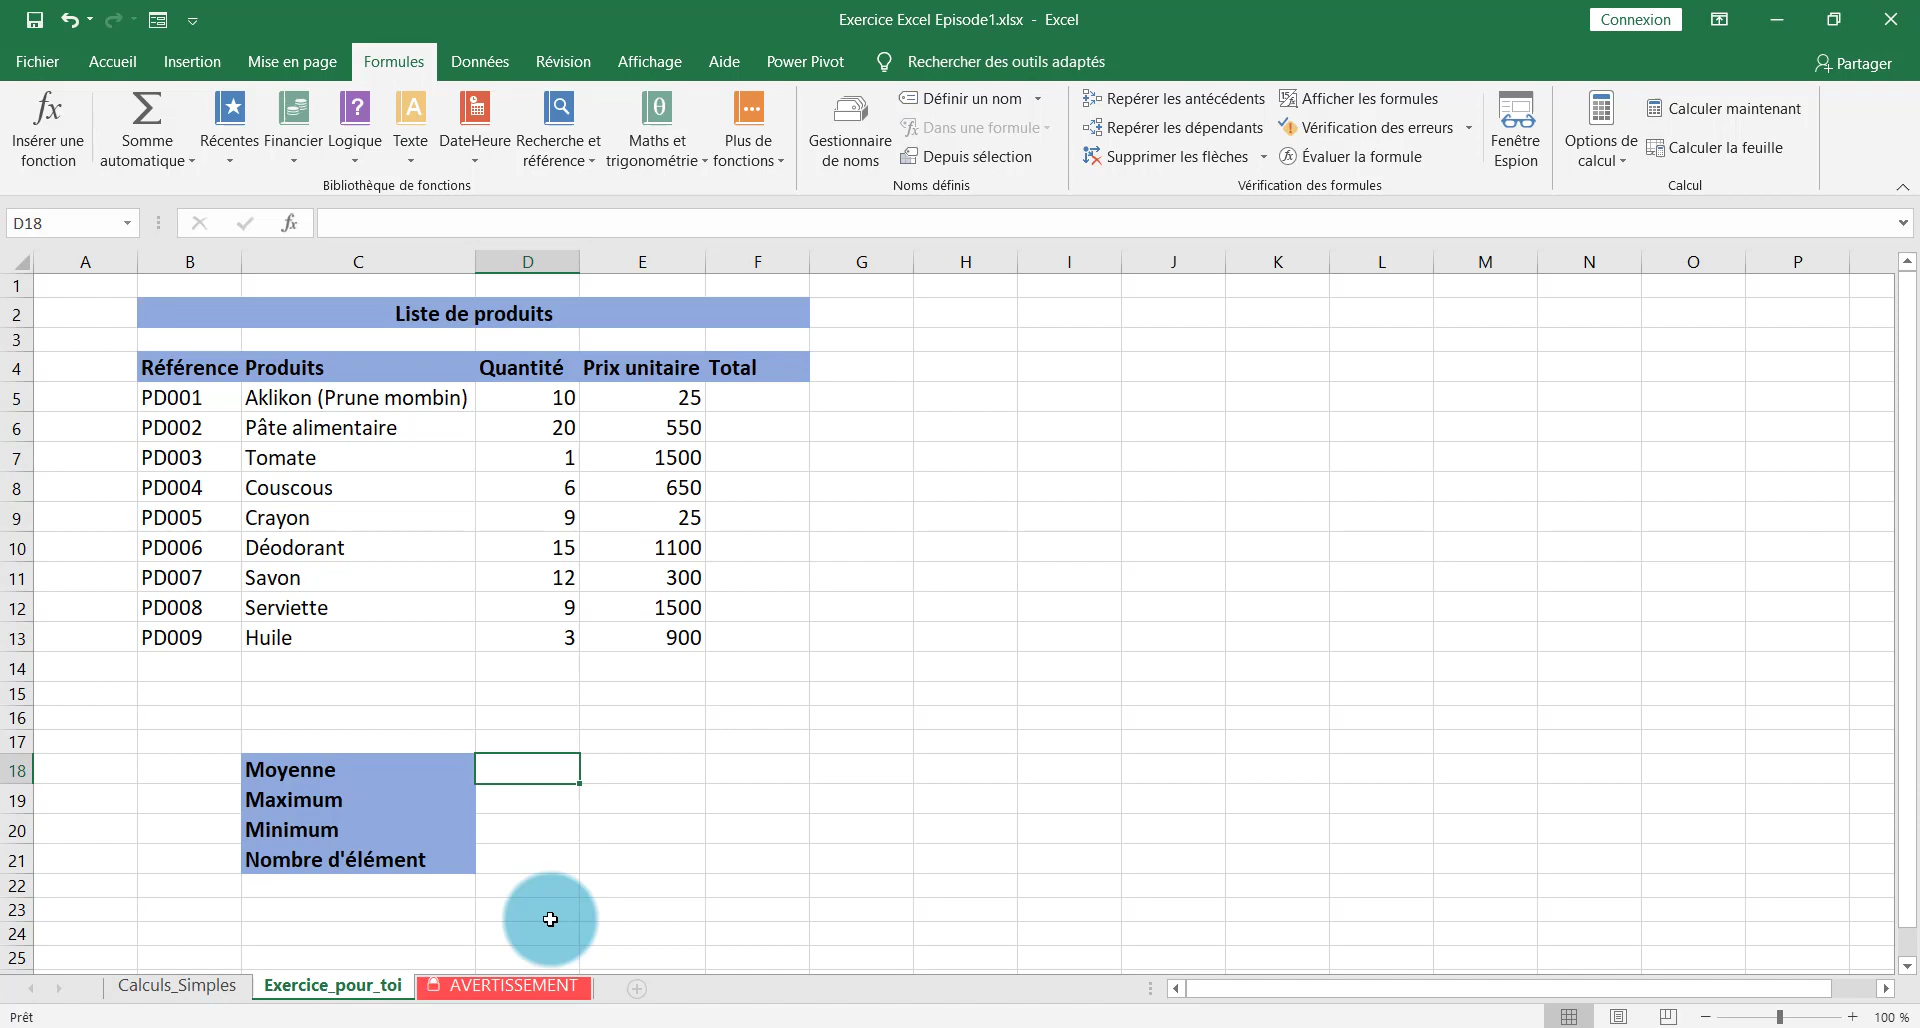 Exercice Excel Episode1.xlsx - Excel
Connexion
Fichier Accueil Insertion Mise en page Formules Données Révision Affichage Aide Power Pivot Rechercher des outils adaptés Partager
fx Σ ? A θ
Insérer une fonction
Somme automatique
Récentes
Financier
Logique
Texte
DateHeure
Recherche et référence
Maths et trigonométrie
Plus de fonctions
Bibliothèque de fonctions
Gestionnaire de noms
Définir un nom
Dans une formule
Depuis sélection
Noms définis
Repérer les antécédents
Repérer les dépendants
Supprimer les flèches
Afficher les formules
Vérification des erreurs
Évaluer la formule
Vérification des formules
Fenêtre Espion
Options de calcul
Calculer maintenant
Calculer la feuille
Calcul
D18 fx
A B C D E F G H I J K L M N O P
1
2 Liste de produits
3
4 Référence Produits Quantité Prix unitaire Total
5 PD001 Aklikon (Prune mombin) 10 25
6 PD002 Pâte alimentaire 20 550
7 PD003 Tomate 1 1500
8 PD004 Couscous 6 650
9 PD005 Crayon 9 25
10 PD006 Déodorant 15 1100
11 PD007 Savon 12 300
12 PD008 Serviette 9 1500
13 PD009 Huile 3 900
14
15
16
17
18 Moyenne
19 Maximum
20 Minimum
21 Nombre d'élément
22
23
24
25
Calculs_Simples Exercice_pour_toi AVERTISSEMENT
Prêt 100 %